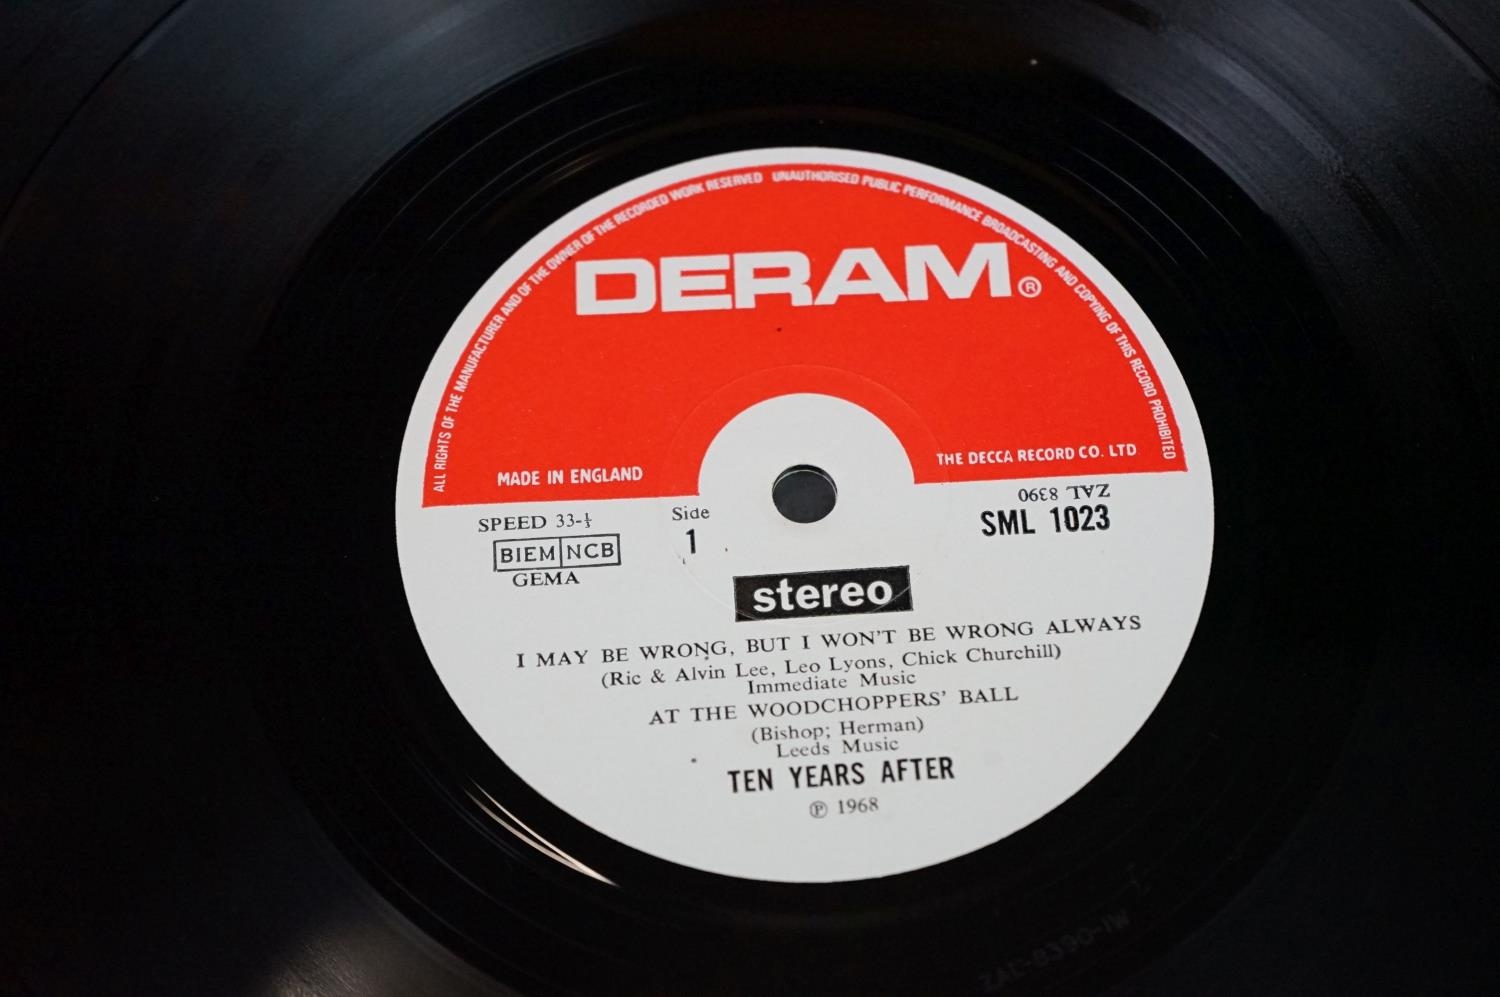 ALL RIGHTS OF THE MANUFACTURER AND OF THE OWNER OF THE RECORDED WORK RESERVED UNAUTHORISED PUBLIC PERFORMANCE BROADCASTING AND COPYING OF THIS RECORD PROHIBITED
DERAM®
MADE IN ENGLAND
THE DECCA RECORD CO. LTD
SPEED 33-⅓
BIEM NCB
GEMA
Side
1
ZAL 8390
SML 1023
stereo
I MAY BE WRONG, BUT I WON'T BE WRONG ALWAYS
(Ric & Alvin Lee, Leo Lyons, Chick Churchill)
Immediate Music
AT THE WOODCHOPPERS' BALL
(Bishop; Herman)
Leeds Music
TEN YEARS AFTER
℗ 1968
ZAL-8390-1W